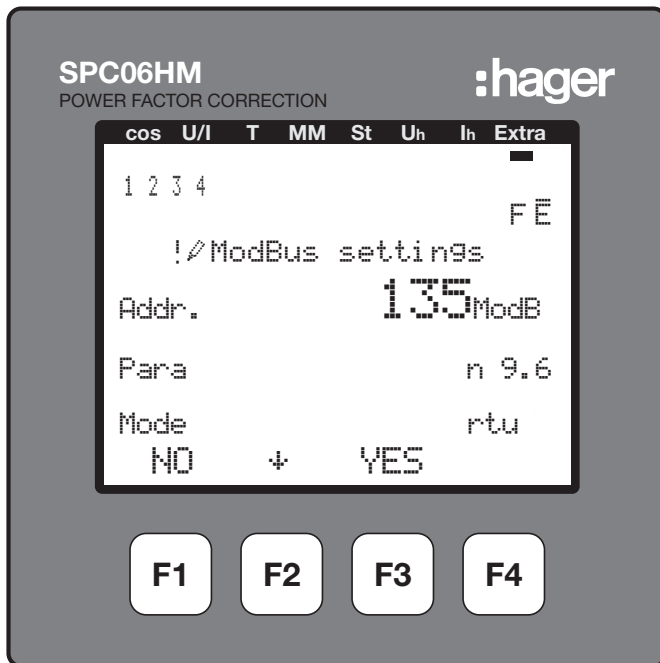 SPC06HM :hager
POWER FACTOR CORRECTION
cos U/I T MM St Uh Ih Extra
1 2 3 4
F Ē
!✎ModBus settings
Addr. 135ModB
Para n 9.6
Mode rtu
NO ↓ YES
F1 F2 F3 F4